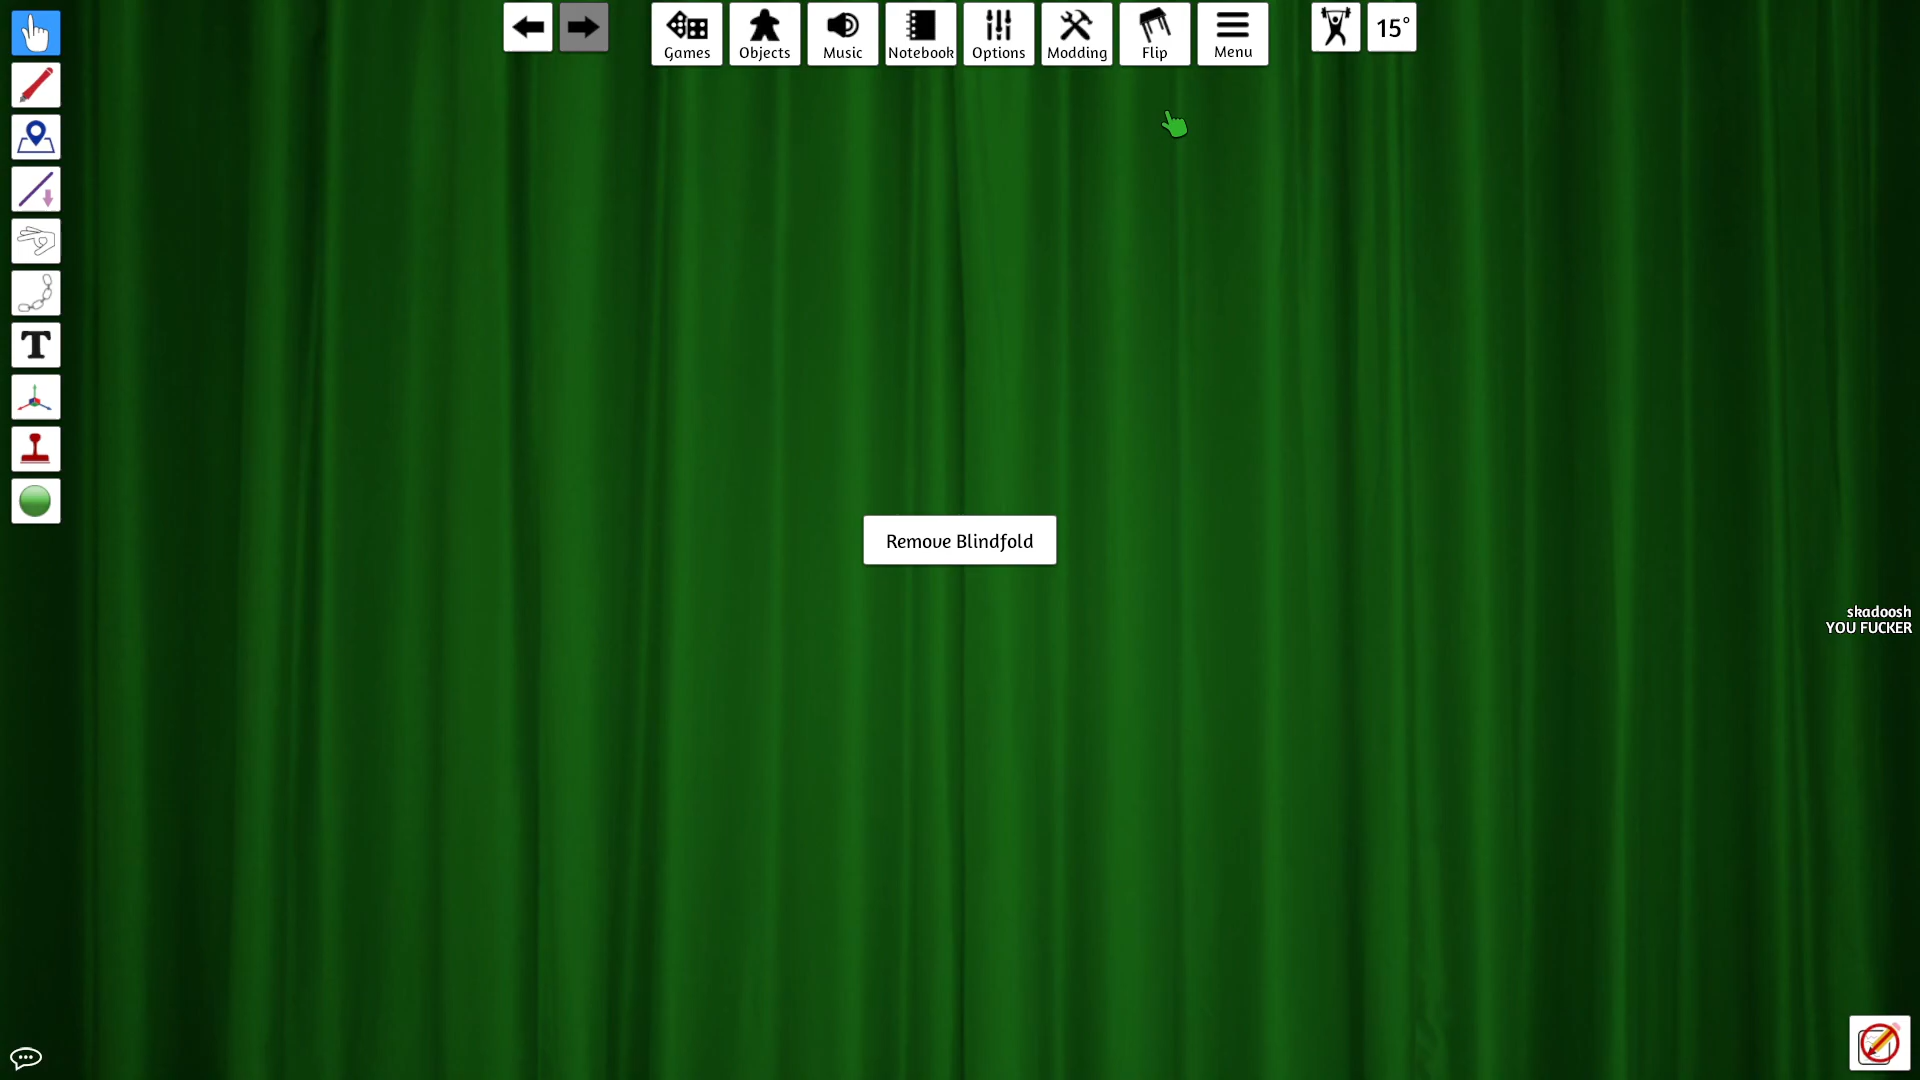 Games
Objects
Music
Notebook
Options
Modding
Flip
Menu
15°
T
Remove Blindfold
skadoosh
YOU FUCKER